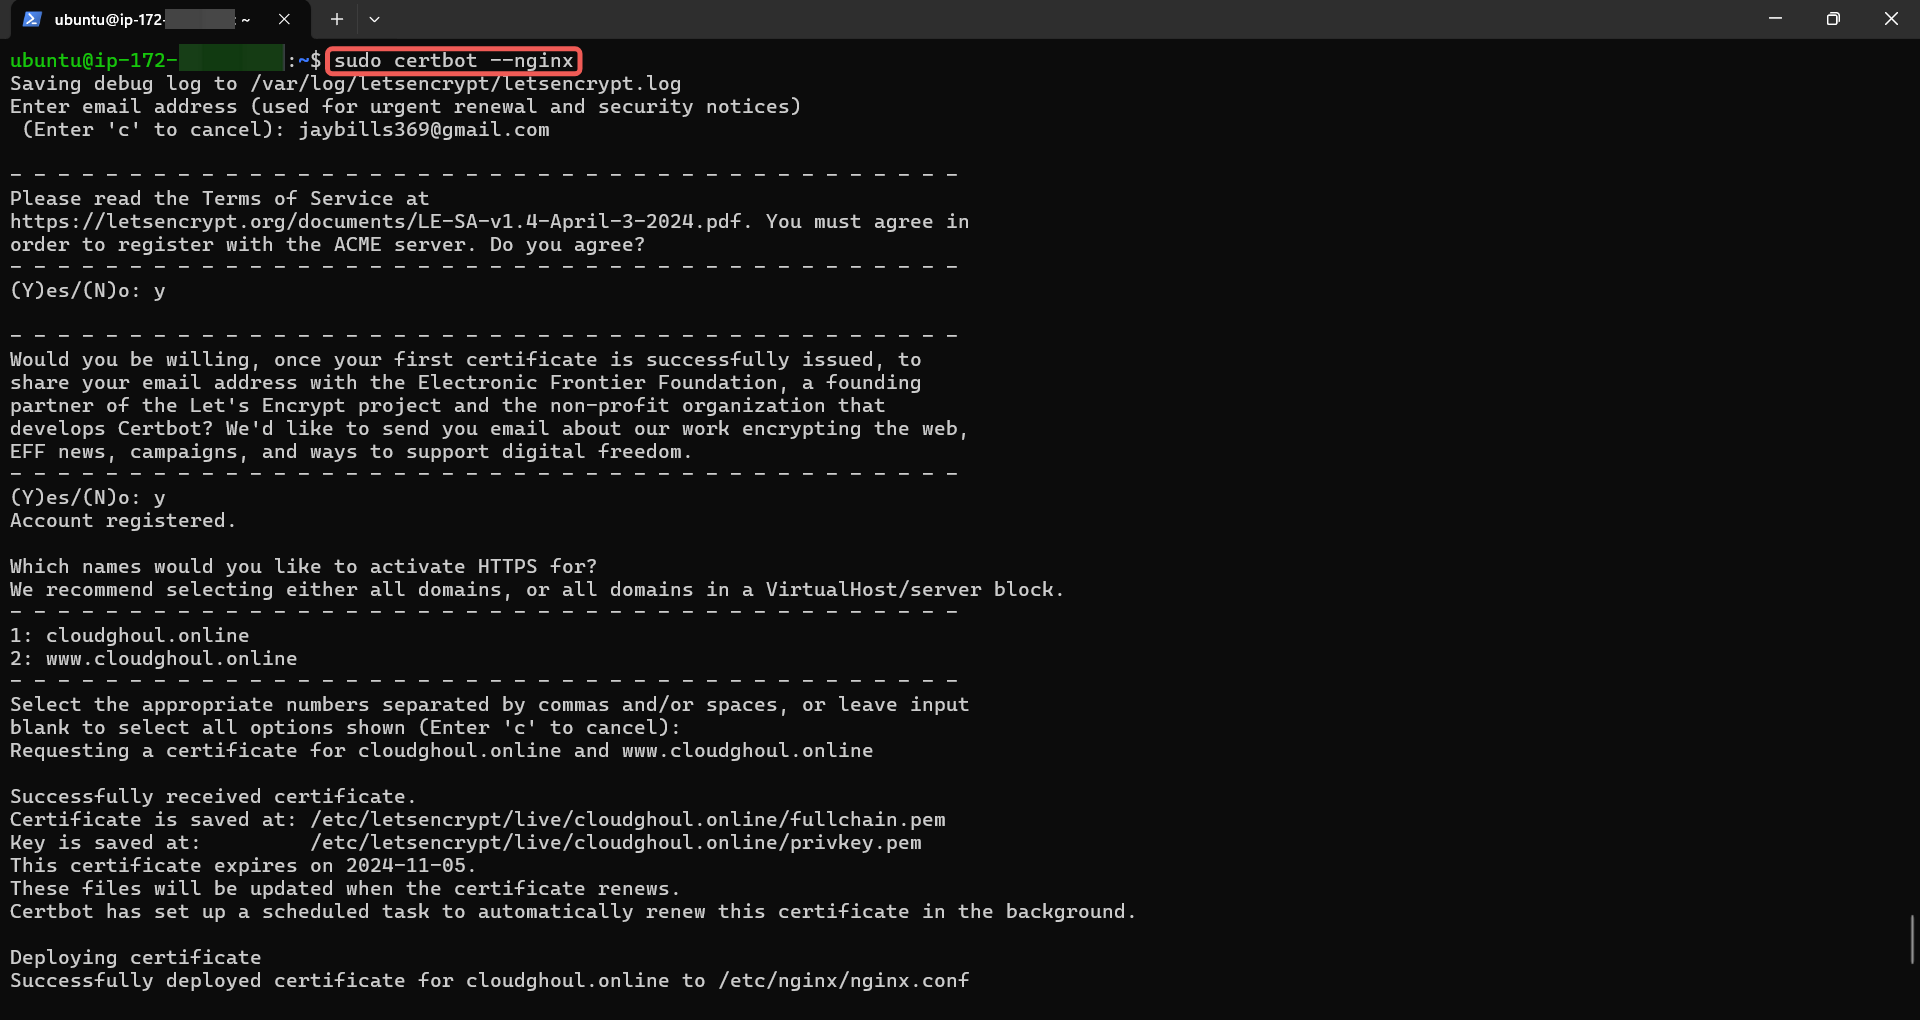 ubuntu@ip-172- : ~
ubuntu@ip-172- :~$ sudo certbot --nginx
Saving debug log to /var/log/letsencrypt/letsencrypt.log
Enter email address (used for urgent renewal and security notices)
 (Enter 'c' to cancel): jaybills369@gmail.com
- - - - - - - - - - - - - - - - - - - - - - - - - - - - - - - - - - - - - - - -
Please read the Terms of Service at
https://letsencrypt.org/documents/LE-SA-v1.4-April-3-2024.pdf. You must agree in
order to register with the ACME server. Do you agree?
- - - - - - - - - - - - - - - - - - - - - - - - - - - - - - - - - - - - - - - -
(Y)es/(N)o: y
- - - - - - - - - - - - - - - - - - - - - - - - - - - - - - - - - - - - - - - -
Would you be willing, once your first certificate is successfully issued, to
share your email address with the Electronic Frontier Foundation, a founding
partner of the Let's Encrypt project and the non-profit organization that
develops Certbot? We'd like to send you email about our work encrypting the web,
EFF news, campaigns, and ways to support digital freedom.
- - - - - - - - - - - - - - - - - - - - - - - - - - - - - - - - - - - - - - - -
(Y)es/(N)o: y
Account registered.
Which names would you like to activate HTTPS for?
We recommend selecting either all domains, or all domains in a VirtualHost/server block.
- - - - - - - - - - - - - - - - - - - - - - - - - - - - - - - - - - - - - - - -
1: cloudghoul.online
2: www.cloudghoul.online
- - - - - - - - - - - - - - - - - - - - - - - - - - - - - - - - - - - - - - - -
Select the appropriate numbers separated by commas and/or spaces, or leave input
blank to select all options shown (Enter 'c' to cancel):
Requesting a certificate for cloudghoul.online and www.cloudghoul.online
Successfully received certificate.
Certificate is saved at: /etc/letsencrypt/live/cloudghoul.online/fullchain.pem
Key is saved at:         /etc/letsencrypt/live/cloudghoul.online/privkey.pem
This certificate expires on 2024-11-05.
These files will be updated when the certificate renews.
Certbot has set up a scheduled task to automatically renew this certificate in the background.
Deploying certificate
Successfully deployed certificate for cloudghoul.online to /etc/nginx/nginx.conf